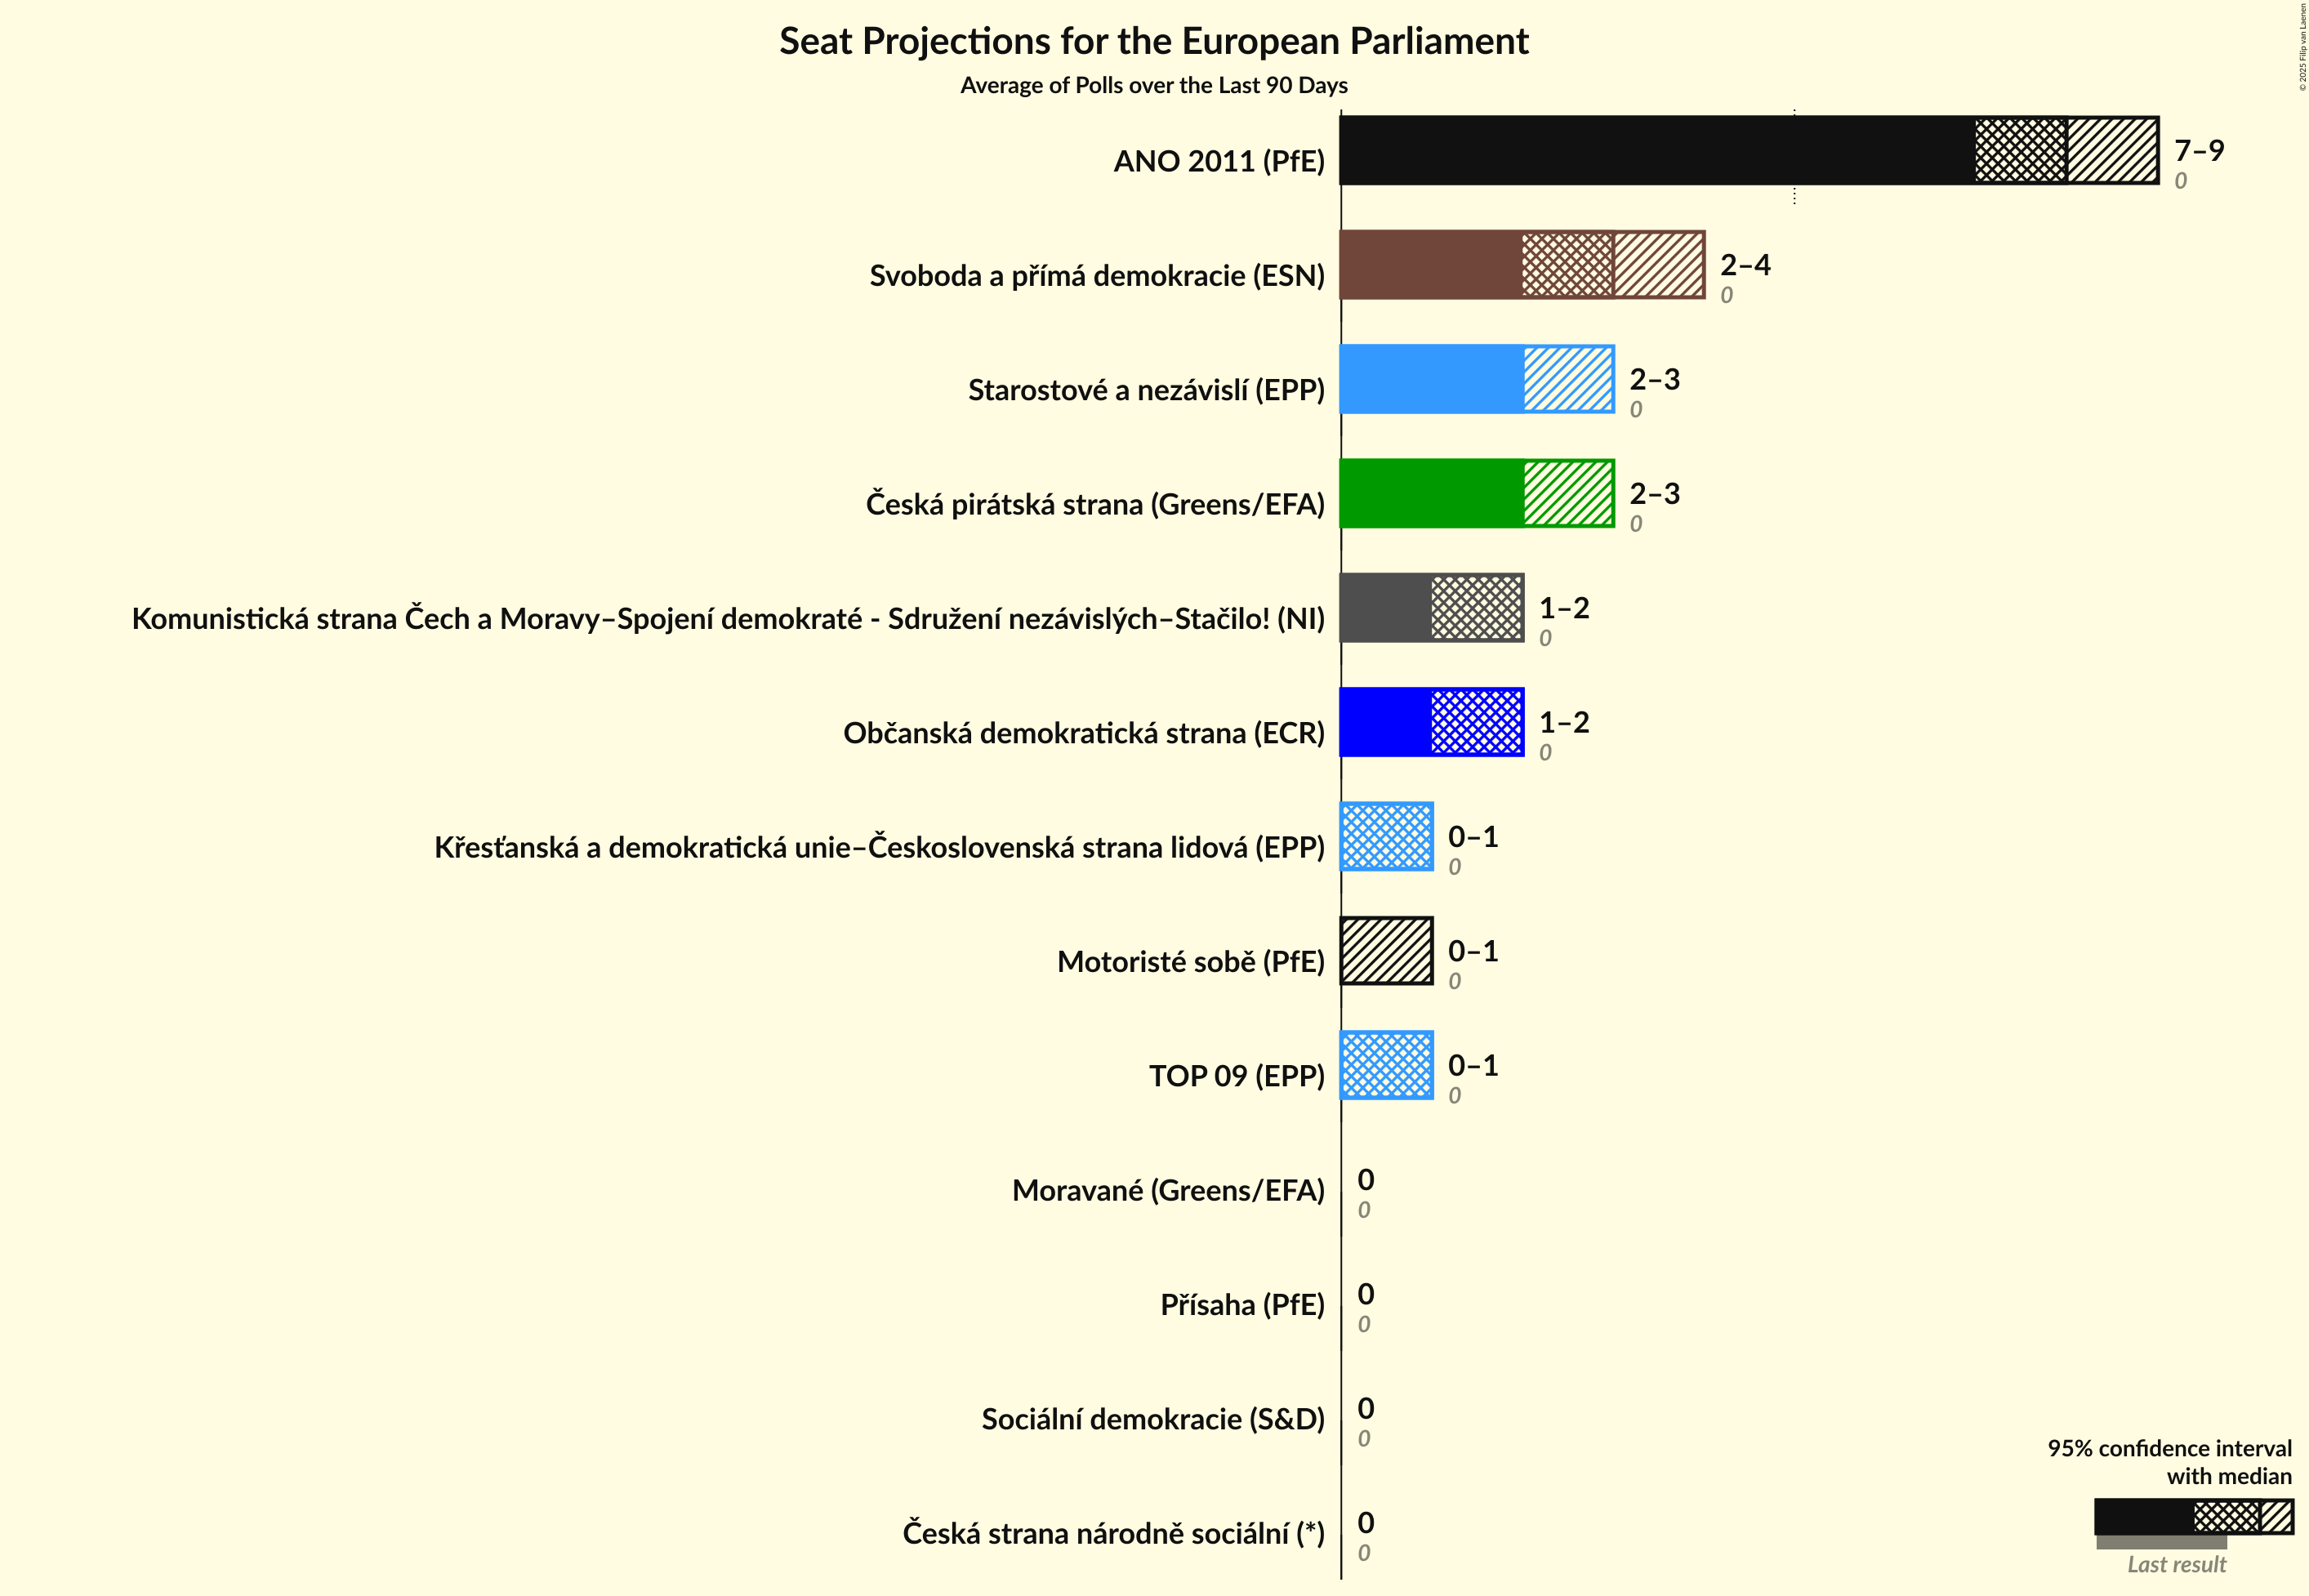 Seat Projections for the European Parliament
Average of Polls over the Last 90 Days
© 2025 Filip van Laenen
ANO 2011 (PfE)
7–9
0
Svoboda a přímá demokracie (ESN)
2–4
0
Starostové a nezávislí (EPP)
2–3
0
Česká pirátská strana (Greens/EFA)
2–3
0
Komunistická strana Čech a Moravy–Spojení demokraté - Sdružení nezávislých–Stačilo! (NI)
1–2
0
Občanská demokratická strana (ECR)
1–2
0
Křesťanská a demokratická unie–Československá strana lidová (EPP)
0–1
0
Motoristé sobě (PfE)
0–1
0
TOP 09 (EPP)
0–1
0
Moravané (Greens/EFA)
0
0
Přísaha (PfE)
0
0
Sociální demokracie (S&D)
0
0
Česká strana národně sociální (*)
0
0
95% confidence interval
with median
Last result